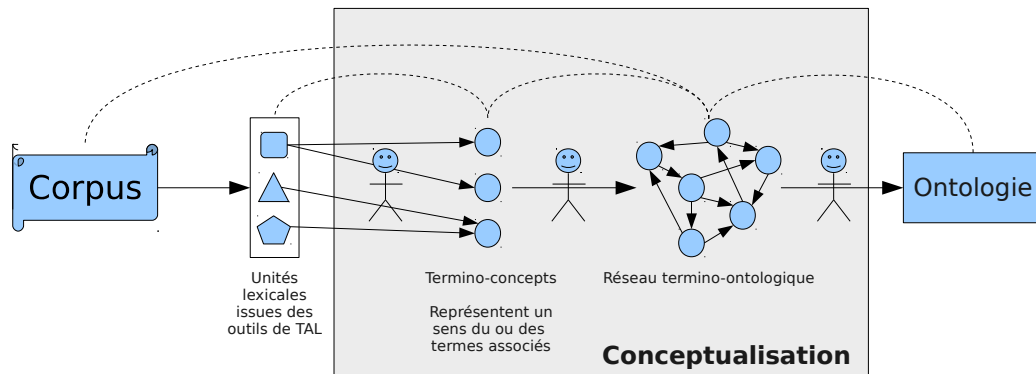 Corpus
Ontologie
Unités
lexicales
issues des
outils de TAL
Termino-concepts
Représentent un
sens du ou des
termes associés
Réseau termino-ontologique
Conceptualisation